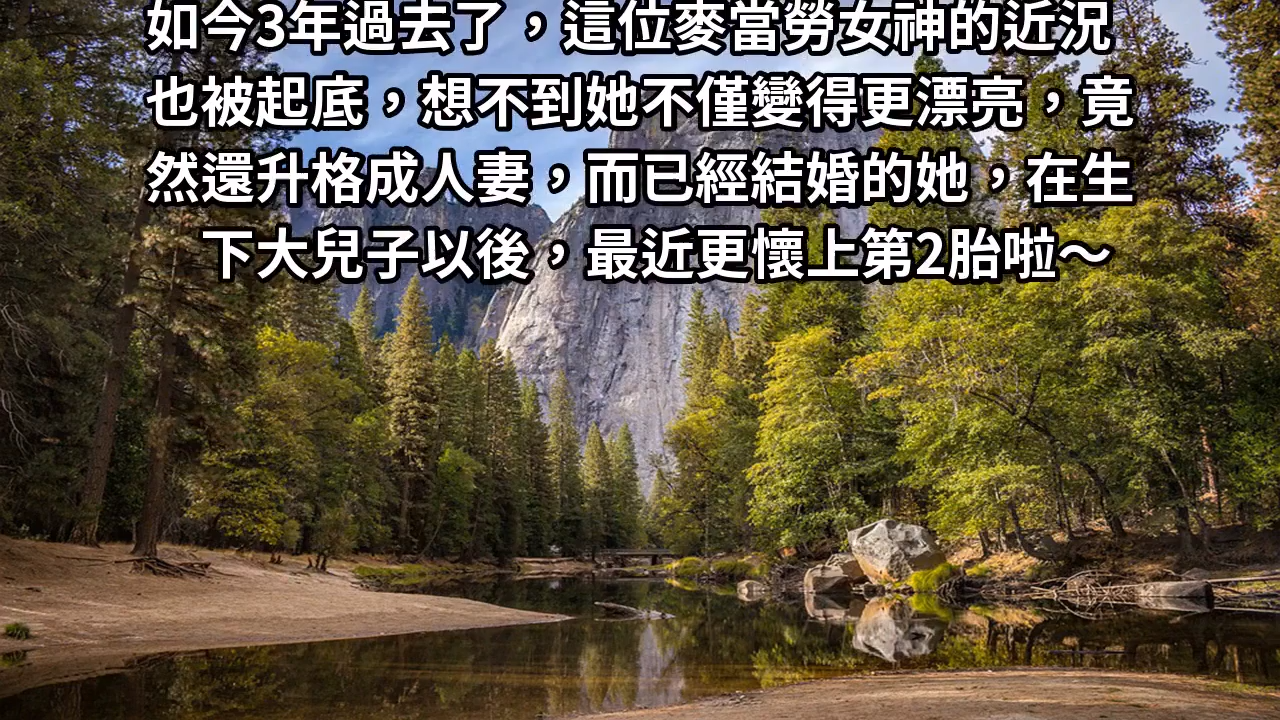 如今3年過去了，這位麥當勞女神的近況
也被起底，想不到她不僅變得更漂亮，竟
然還升格成人妻，而已經結婚的她，在生
下大兒子以後，最近更懷上第2胎啦～